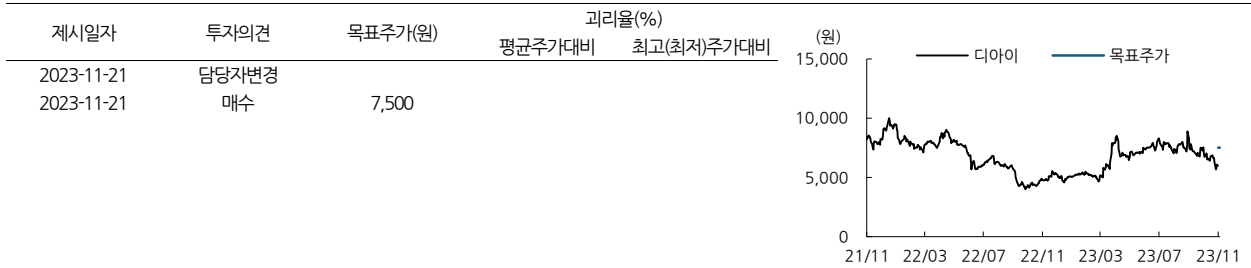 제시일자 투자의견 목표주가(원) 괴리율(%)
평균주가대비 최고(최저)주가대비
2023-11-21 담당자변경
2023-11-21 매수 7,500
(원)
디아이 목표주가
15,000
10,000
5,000
0
21/11 22/03 22/07 22/11 23/03 23/07 23/11